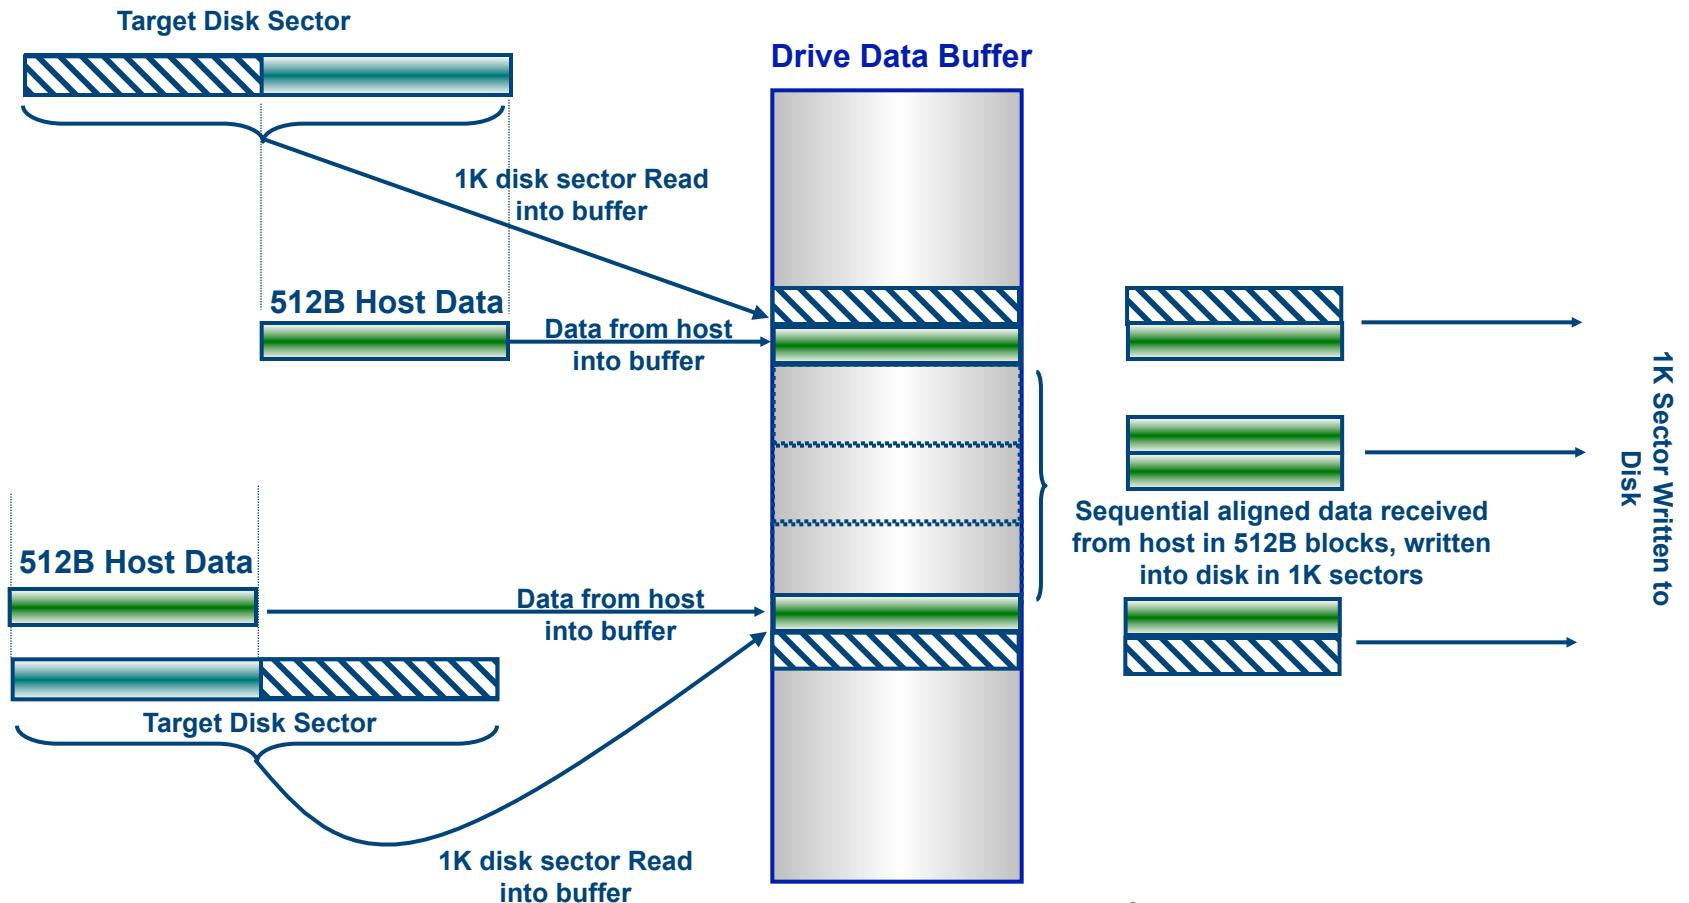 Target Disk Sector
Drive Data Buffer
1K disk sector Read
into buffer
512B Host Data
Data from host
into buffer
1K Sector Written to
Disk
Sequential aligned data received
from host in 512B blocks, written
into disk in 1K sectors
512B Host Data
Data from host
into buffer
Target Disk Sector
1K disk sector Read
into buffer